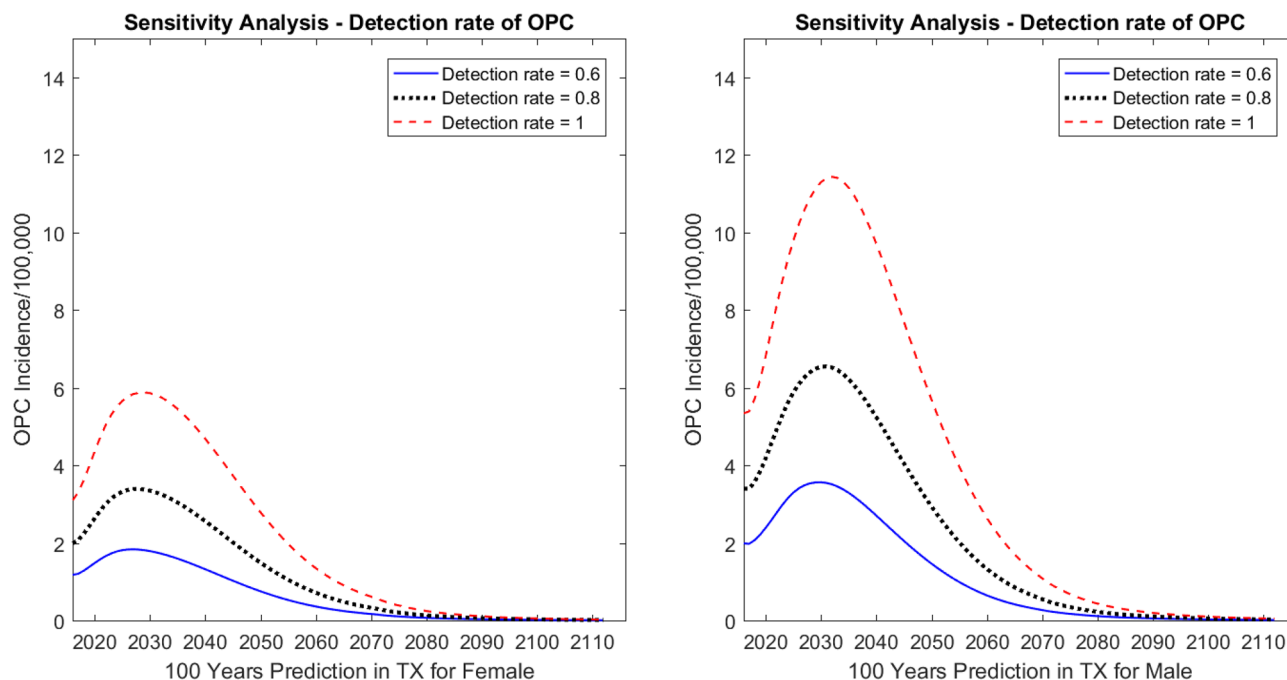 Sensitivity Analysis - Detection rate of OPC
14
12
10
8
6
4
2
0
OPC Incidence/100,000
Detection rate = 0.6
Detection rate = 0.8
Detection rate = 1
2020 2030 2040 2050 2060 2070 2080 2090 2100 2110
100 Years Prediction in TX for Female
Sensitivity Analysis - Detection rate of OPC
14
12
10
8
6
4
2
0
OPC Incidence/100,000
Detection rate = 0.6
Detection rate = 0.8
Detection rate = 1
2020 2030 2040 2050 2060 2070 2080 2090 2100 2110
100 Years Prediction in TX for Male